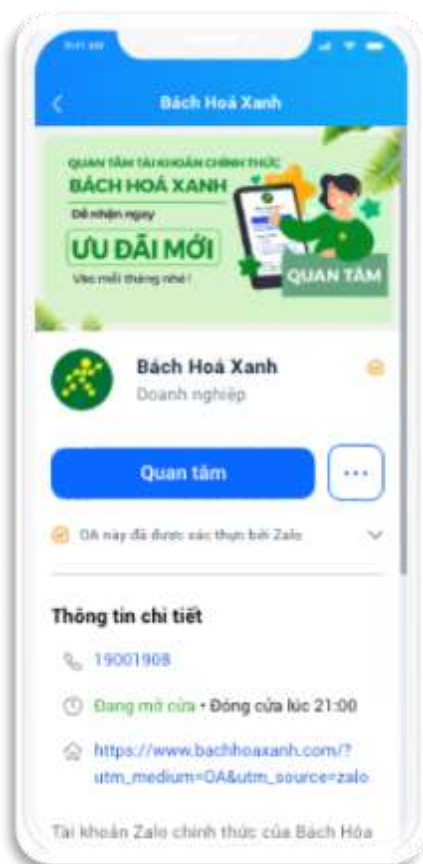 9:41 AM
Bách Hoá Xanh
QUAN TÂM TÀI KHOẢN CHÍNH THỨC
BÁCH HOÁ XANH
Để nhận ngay
ƯU ĐÃI MỚI
Vào mỗi tháng nhé!
QUAN TÂM
Bách Hoá Xanh
Doanh nghiệp
Quan tâm
OA này đã được xác thực bởi Zalo
Thông tin chi tiết
19001908
Đang mở cửa • Đóng cửa lúc 21:00
https://www.bachhoaxanh.com/?
utm_medium=OA&utm_source=zalo
Tài khoản Zalo chính thức của Bách Hóa